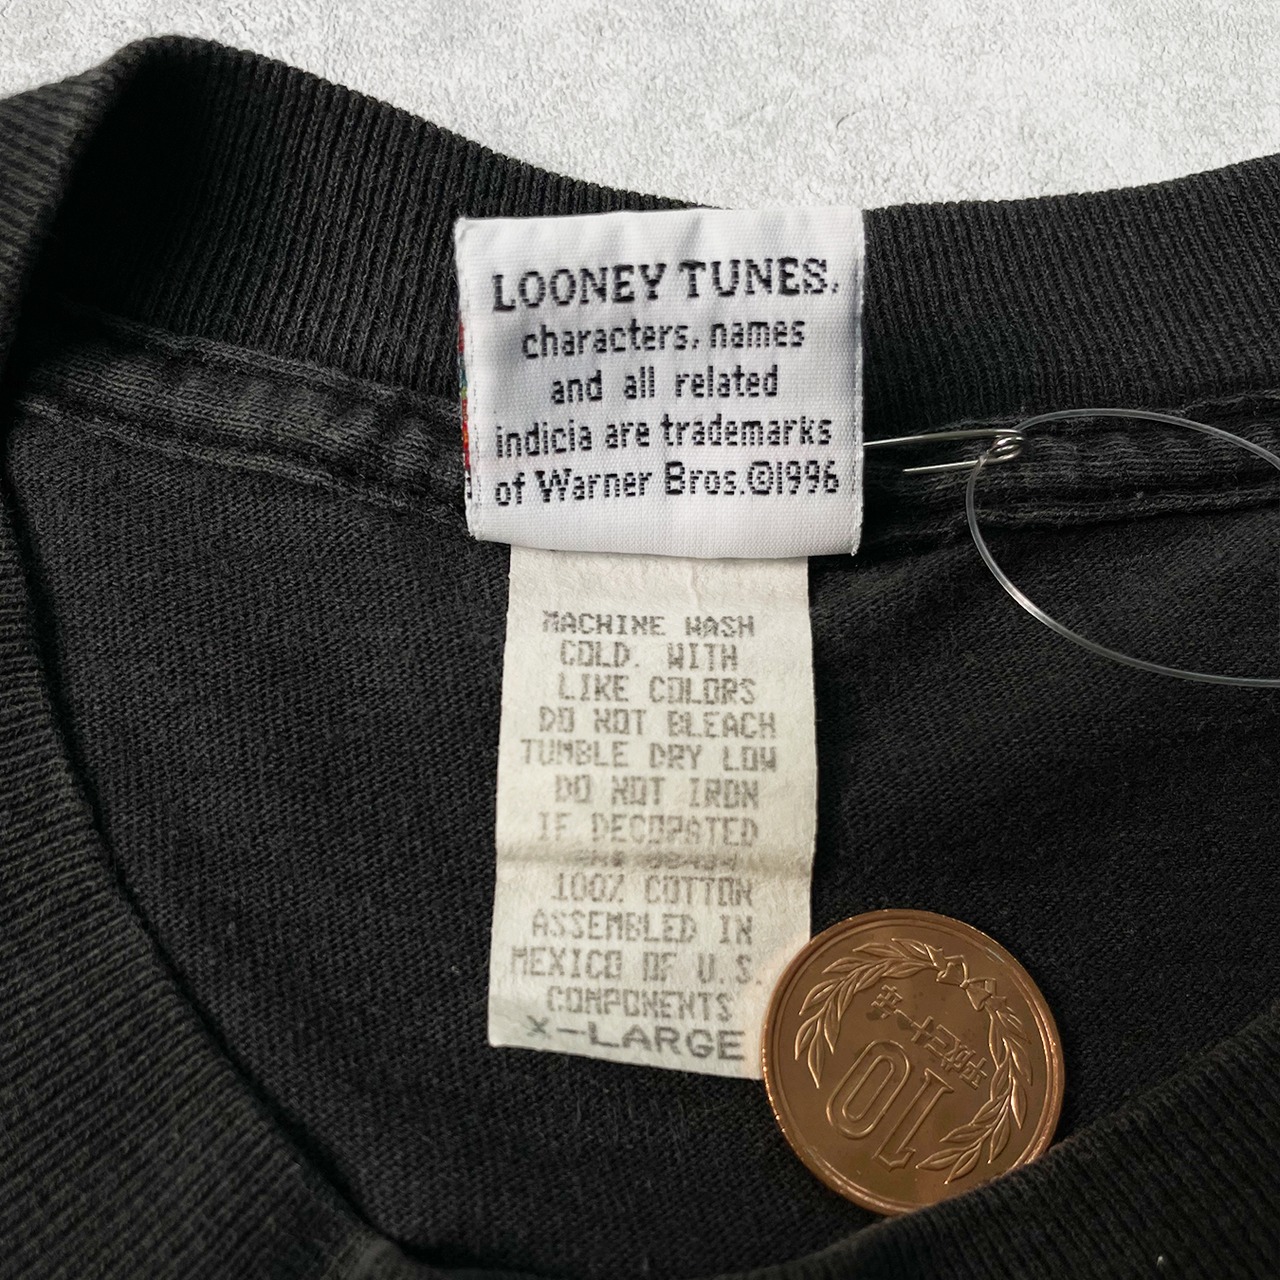 LOONEY TUNES,
characters, names
and all related
indicia are trademarks
of Warner Bros.©1996
MACHINE WASH
COLD. WITH
LIKE COLORS
DO NOT BLEACH
TUMBLE DRY LOW
DO NOT IRON
IF DECORATED
100% COTTON
ASSEMBLED IN
MEXICO OF U.S.
COMPONENTS
X-LARGE
10